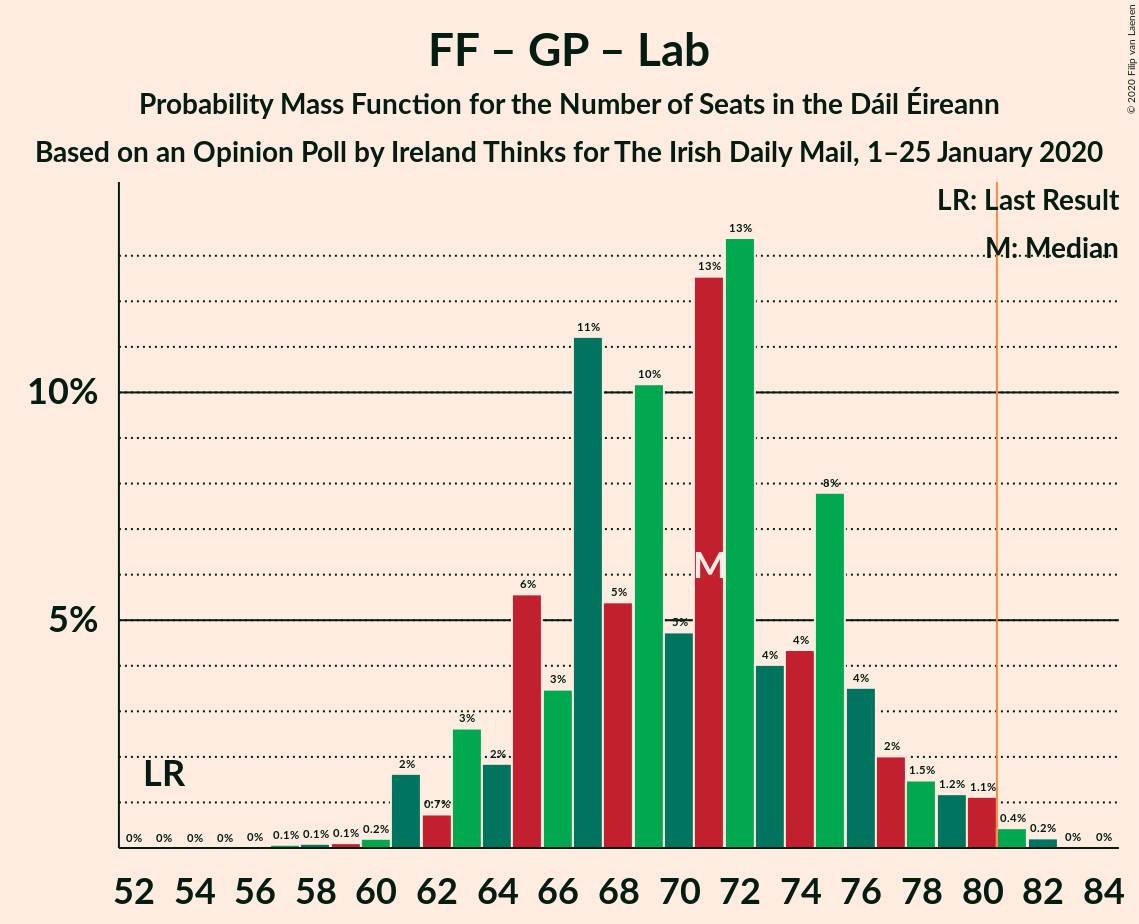 FF – GP – Lab
Probability Mass Function for the Number of Seats in the Dáil Éireann
Based on an Opinion Poll by Ireland Thinks for The Irish Daily Mail, 1–25 January 2020
© 2020 Filip van Laenen
LR: Last Result
M: Median
10%
5%
LR
M
0% 0% 0% 0% 0% 0.1% 0.1% 0.1% 0.2% 2% 0.7% 3% 2% 6% 3% 11% 5% 10% 5% 13% 13% 4% 4% 8% 4% 2% 1.5% 1.2% 1.1% 0.4% 0.2% 0% 0%
52 54 56 58 60 62 64 66 68 70 72 74 76 78 80 82 84